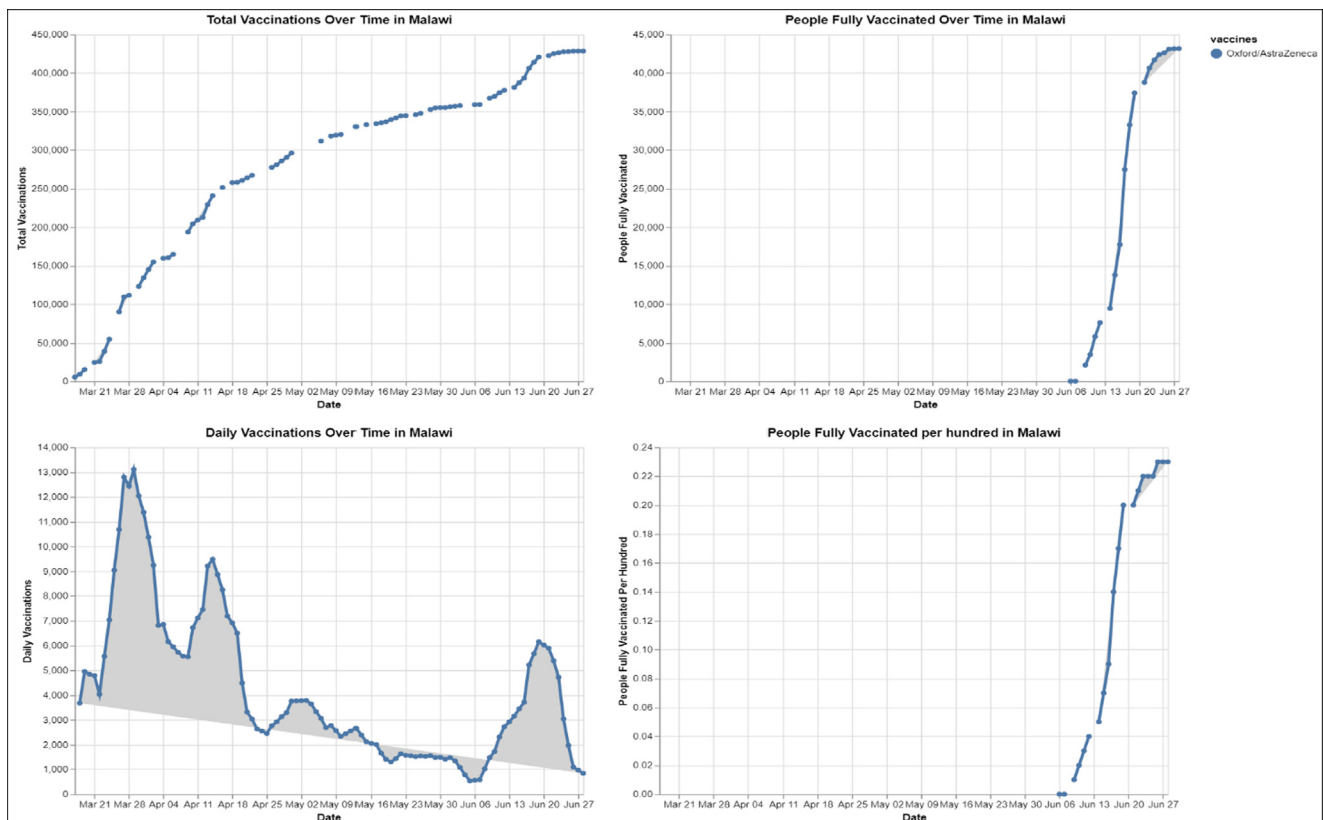 Total Vaccinations Over Time in Malawi
450,000
400,000
350,000
300,000
250,000
200,000
150,000
100,000
50,000
0
Total Vaccinations
Mar 21 Mar 28 Apr 04 Apr 11 Apr 18 Apr 25 May 02 May 09 May 16 May 23 May 30 Jun 06 Jun 13 Jun 20 Jun 27
Date
People Fully Vaccinated Over Time in Malawi
45,000
40,000
35,000
30,000
25,000
20,000
15,000
10,000
5,000
0
People Fully Vaccinated
Mar 21 Mar 28 Apr 04 Apr 11 Apr 18 Apr 25 May 02 May 09 May 16 May 23 May 30 Jun 06 Jun 13 Jun 20 Jun 27
Date
vaccines
Oxford/AstraZeneca
Daily Vaccinations Over Time in Malawi
14,000
13,000
12,000
11,000
10,000
9,000
8,000
7,000
6,000
5,000
4,000
3,000
2,000
1,000
0
Daily Vaccinations
Mar 21 Mar 28 Apr 04 Apr 11 Apr 18 Apr 25 May 02 May 09 May 16 May 23 May 30 Jun 06 Jun 13 Jun 20 Jun 27
Date
People Fully Vaccinated per hundred in Malawi
0.24
0.22
0.20
0.18
0.16
0.14
0.12
0.10
0.08
0.06
0.04
0.02
0.00
People Fully Vaccinated Per Hundred
Mar 21 Mar 28 Apr 04 Apr 11 Apr 18 Apr 25 May 02 May 09 May 16 May 23 May 30 Jun 06 Jun 13 Jun 20 Jun 27
Date